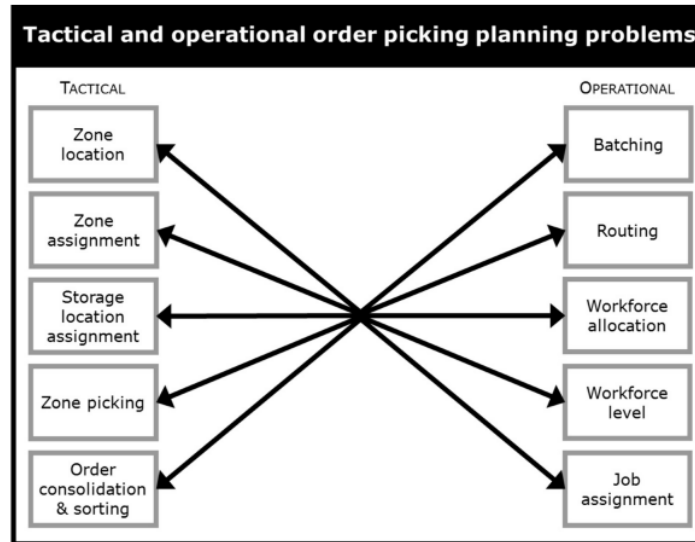 Tactical and operational order picking planning problems
TACTICAL
OPERATIONAL
Zone
location
Batching
Zone
assignment
Routing
Storage
location
assignment
Workforce
allocation
Zone picking
Workforce
level
Order
consolidation
& sorting
Job
assignment